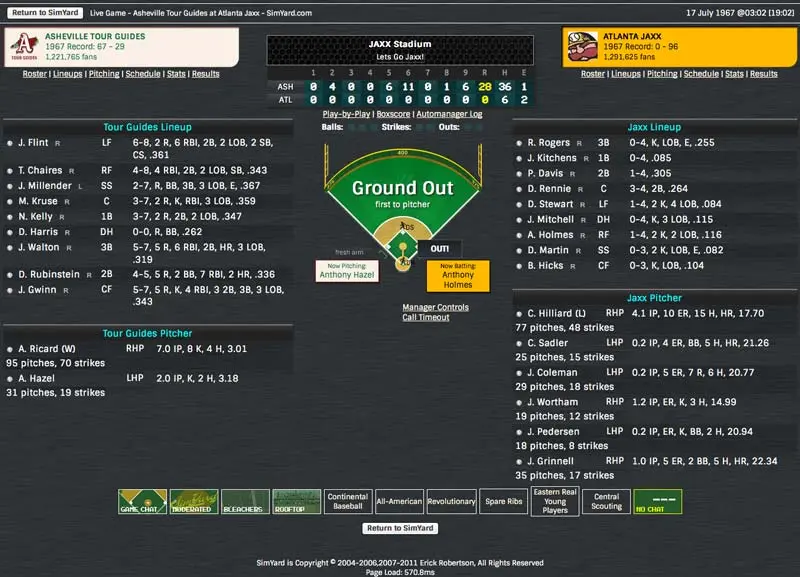 Return to SimYard
Live Game - Asheville Tour Guides at Atlanta Jaxx - SimYard.com
17 July 1967 @03:02 [19:02]
A
TOUR GUIDES
ASHEVILLE TOUR GUIDES
1967 Record: 67 - 29
1,221,765 fans
Roster | Lineups | Pitching | Schedule | Stats | Results
JAXX Stadium
Lets Go Jaxx!
1 2 3 4 5 6 7 8 9 R H E
ASH 0 4 0 0 6 11 0 1 6 28 36 1
ATL 0 0 0 0 0 0 0 0 0 6 2
Play-by-Play | Boxscore | Automanager Log
Balls: Strikes: Outs:
ATLANTA JAXX
1967 Record: 0 - 96
1,291,625 fans
Roster | Lineups | Pitching | Schedule | Stats | Results
Tour Guides Lineup
J. Flint R LF 6-8, 2 R, 6 RBI, 2B, 2 LOB, 2 SB,
CS, .361
T. Chaires R RF 4-8, 4 RBI, 2B, 2 LOB, SB, .343
J. Millender L SS 2-7, R, BB, 3B, 3 LOB, E, .367
M. Kruse R C 3-7, 2 R, K, RBI, 3 LOB, .359
N. Kelly R 1B 3-7, 2 R, 2B, 2 LOB, .347
D. Harris R DH 0-0, R, BB, .262
J. Walton R 3B 5-7, 5 R, 6 RBI, 2B, HR, 3 LOB,
.319
D. Rubinstein R 2B 4-5, 5 R, 2 BB, 7 RBI, 2 HR, .336
J. Gwinn R CF 5-7, 5 R, K, 4 RBI, 3 2B, 3B, 3 LOB,
.343
Tour Guides Pitcher
A. Ricard (W) RHP 7.0 IP, 8 K, 4 H, 3.01
95 pitches, 70 strikes
A. Hazel LHP 2.0 IP, K, 2 H, 3.18
31 pitches, 19 strikes
400
Ground Out
first to pitcher
ADS
OUT!
fresh arm
Now Pitching:
Anthony Hazel
Now Batting:
Anthony
Holmes
Manager Controls
Call Timeout
Jaxx Lineup
R. Rogers R 3B 0-4, K, LOB, E, .255
J. Kitchens R 1B 0-4, .085
P. Davis R 2B 1-4, .305
D. Rennie R C 3-4, 2B, .264
D. Stewart R LF 1-4, 2 K, 4 LOB, .084
J. Mitchell R DH 0-4, K, 3 LOB, .115
A. Holmes R RF 1-4, 2 K, 2 LOB, .116
D. Martin R SS 0-3, 2 K, LOB, E, .082
B. Hicks R CF 0-3, K, LOB, .104
Jaxx Pitcher
C. Hilliard (L) RHP 4.1 IP, 10 ER, 15 H, HR, 17.70
77 pitches, 48 strikes
C. Sadler RHP 0.2 IP, 4 ER, BB, 5 H, HR, 21.26
25 pitches, 15 strikes
J. Coleman RHP 0.2 IP, 5 ER, 7 R, 6 H, 20.77
29 pitches, 18 strikes
J. Wortham RHP 1.2 IP, ER, K, 3 H, 14.99
19 pitches, 12 strikes
J. Pedersen LHP 0.2 IP, ER, K, BB, 2 H, 20.94
18 pitches, 8 strikes
J. Grinnell RHP 1.0 IP, 5 ER, 2 BB, 5 H, HR, 22.34
35 pitches, 17 strikes
GAME CHAT
MODERATED
BLEACHERS
ROOFTOP
Continental
Baseball
All-American
Revolutionary
Spare Ribs
Eastern Real
Young
Players
Central
Scouting
---
NO CHAT
Return to SimYard
SimYard is Copyright © 2004-2006,2007-2011 Erick Robertson, All Rights Reserved
Page Load: 570.8ms